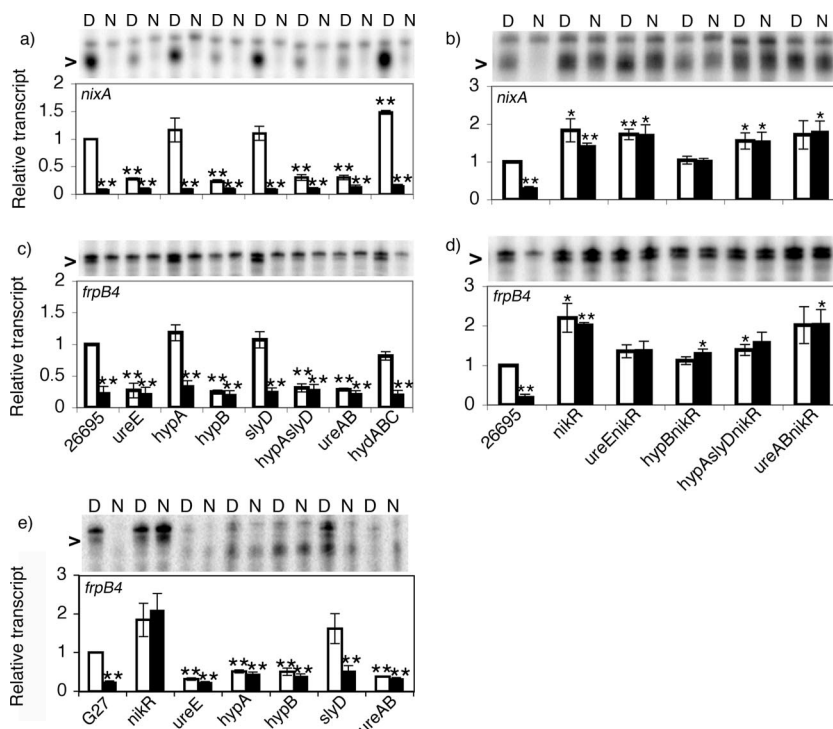 a)
D N D N D N D N D N D N D N D N
>
Relative transcript
nixA
2
1.5
1
0.5
0
** ** ** ** ** ** ** ** ** ** ** ** **
b)
D N D N D N D N D N D N
>
nixA
3
2
1
0
** * ** ** * * * *
c)
>
Relative transcript
frpB4
2
1.5
1
0.5
0
** ** ** ** ** ** ** ** ** ** ** **
26695 ureE hypA hypB slyD hypAslyD ureAB hydABC
d)
>
frpB4
3
2
1
0
** * ** * * *
26695 nikR ureEnikR hypBnikR hypAslyDnikR ureABnikR
e)
D N D N D N D N D N D N D N
>
Relative transcript
frpB4
3
2
1
0
** ** ** ** ** ** ** ** ** **
G27 nikR ureE hypA hypB slyD ureAB